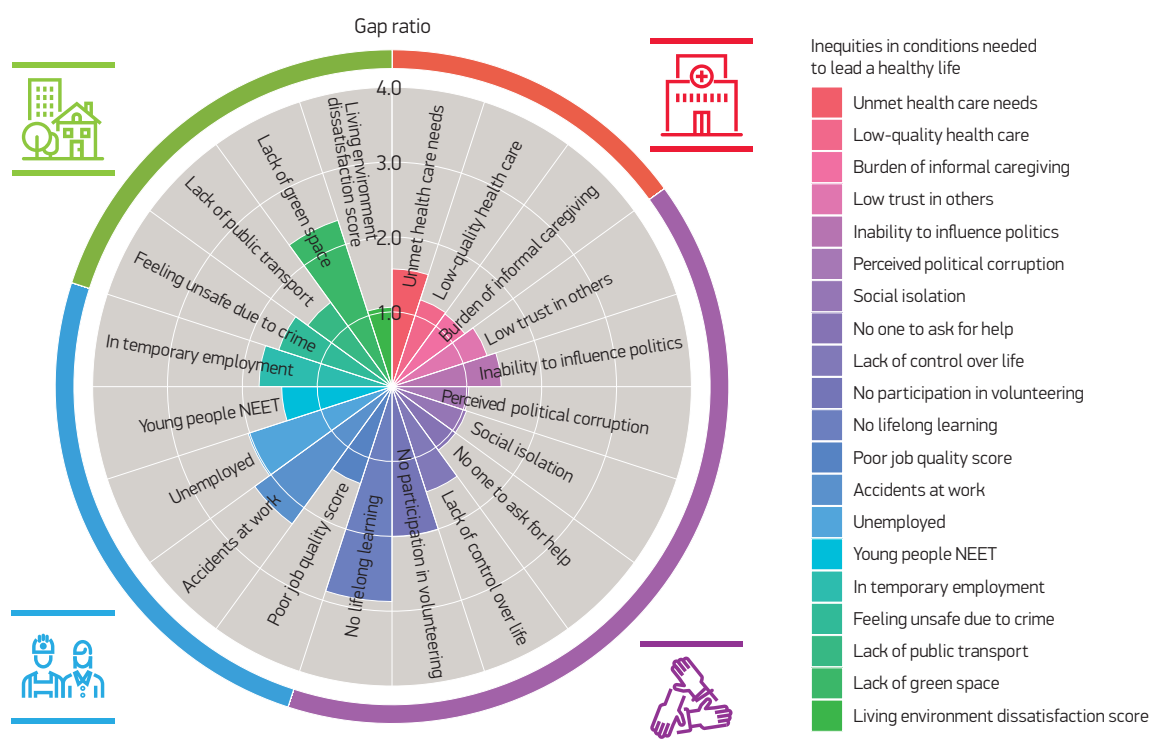 Gap ratio
4.0
3.0
2.0
1.0
Unmet health care needs
Low-quality health care
Burden of informal caregiving
Low trust in others
Inability to influence politics
Perceived political corruption
Social isolation
No one to ask for help
Lack of control over life
No participation in volunteering
No lifelong learning
Poor job quality score
Accidents at work
Unemployed
Young people NEET
In temporary employment
Feeling unsafe due to crime
Lack of public transport
Lack of green space
Living environment
dissatisfaction score
Inequities in conditions needed
to lead a healthy life
Unmet health care needs
Low-quality health care
Burden of informal caregiving
Low trust in others
Inability to influence politics
Perceived political corruption
Social isolation
No one to ask for help
Lack of control over life
No participation in volunteering
No lifelong learning
Poor job quality score
Accidents at work
Unemployed
Young people NEET
In temporary employment
Feeling unsafe due to crime
Lack of public transport
Lack of green space
Living environment dissatisfaction score